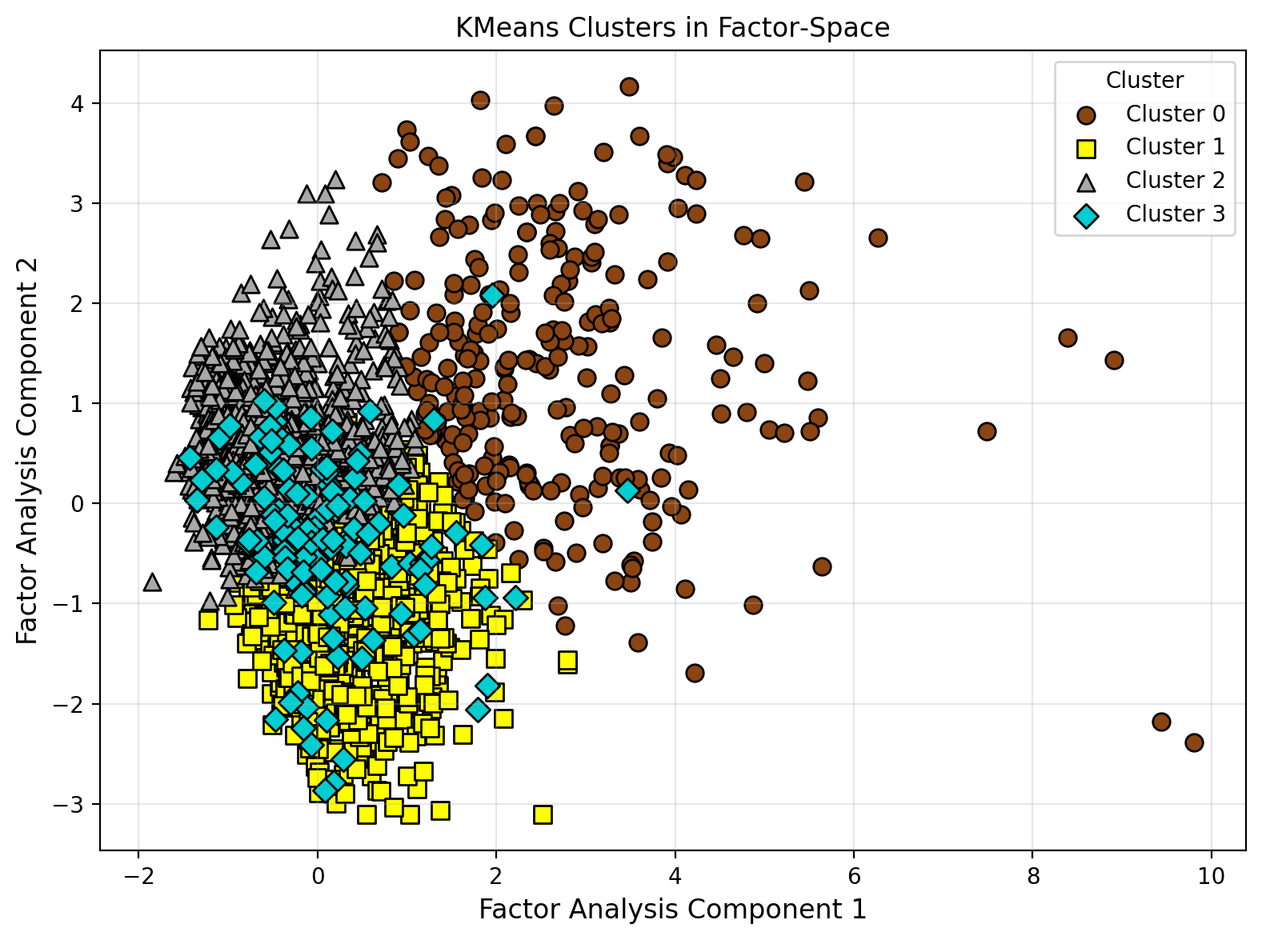 KMeans Clusters in Factor-Space
Factor Analysis Component 2
4
3
2
1
0
−1
−2
−3
Cluster
Cluster 0
Cluster 1
Cluster 2
Cluster 3
−2
0
2
4
6
8
10
Factor Analysis Component 1